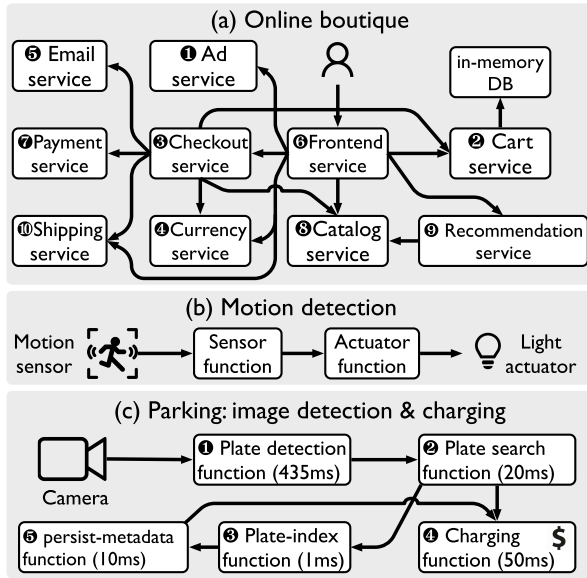 (a) Online boutique
❺ Email
service
❶ Ad
service
in-memory
DB
❼Payment
service
❸Checkout
service
❻Frontend
service
❷ Cart
service
❿Shipping
service
❹Currency
service
❽Catalog
service
❾ Recommendation
service
(b) Motion detection
Motion
sensor
Sensor
function
Actuator
function
Light
actuator
(c) Parking: image detection & charging
Camera
❶ Plate detection
function (435ms)
❷ Plate search
function (20ms)
❺ persist-metadata
function (10ms)
❸ Plate-index
function (1ms)
❹ Charging
function (50ms)
$